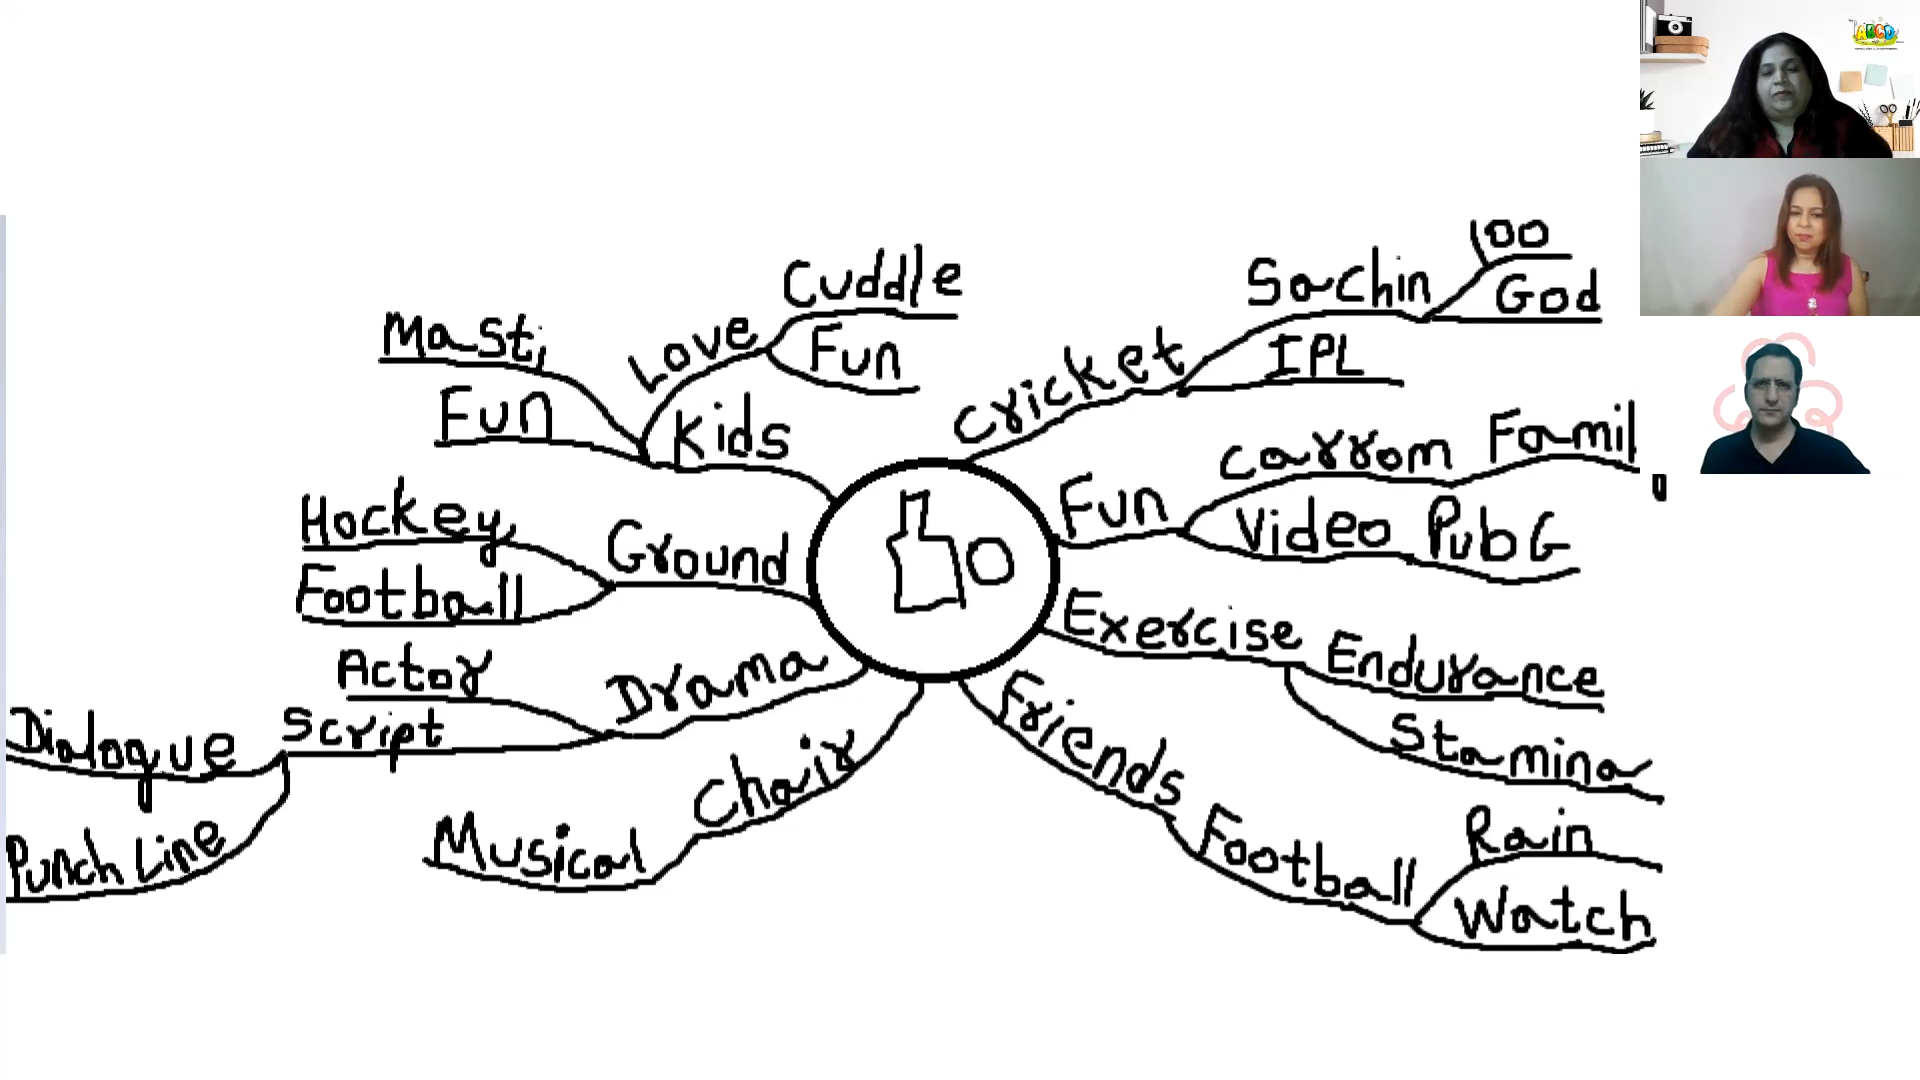 ABCD
100
Sachin
God
Cuddle
Masti
Love
Fun
Cricket
IPL
Fun
Kids
Carrom Famil
y
Fun
Video PubG
Hockey
Ground
Football
Exercise
Endurance
Actor
Drama
Stamina
Dialogue
Script
Friends
Chair
Musical
Football
Rain
Punch Line
Watch